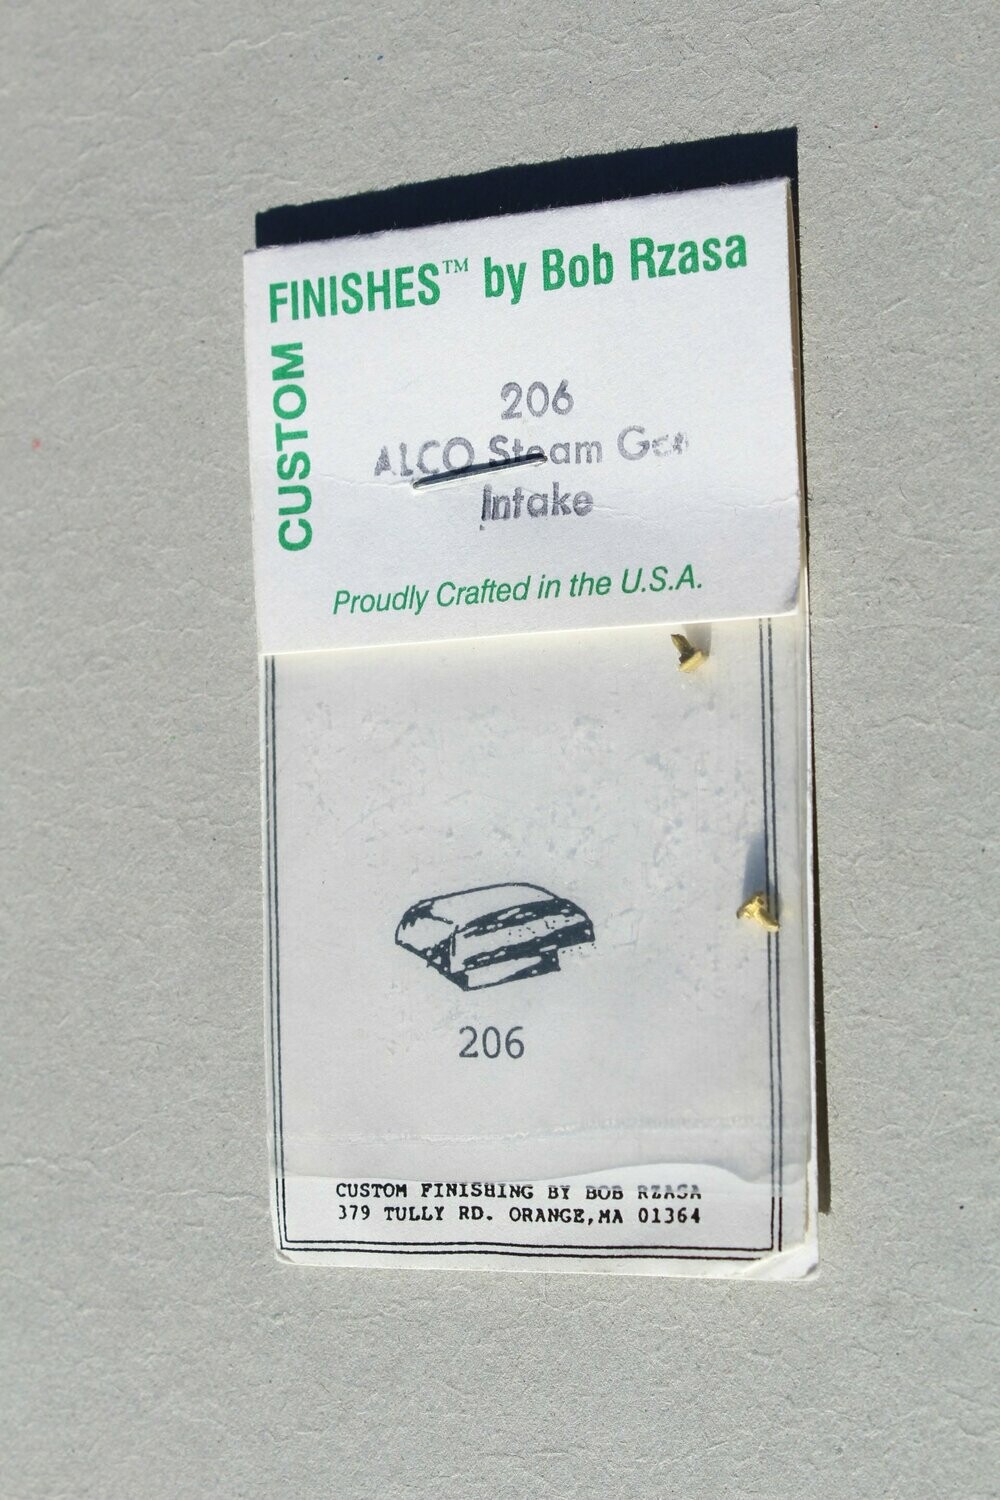 CUSTOM
FINISHES™ by Bob Rzasa
206
ALCO Steam Gen
Intake
Proudly Crafted in the U.S.A.
206
CUSTOM FINISHING BY BOB RZASA
379 TULLY RD. ORANGE,MA 01364